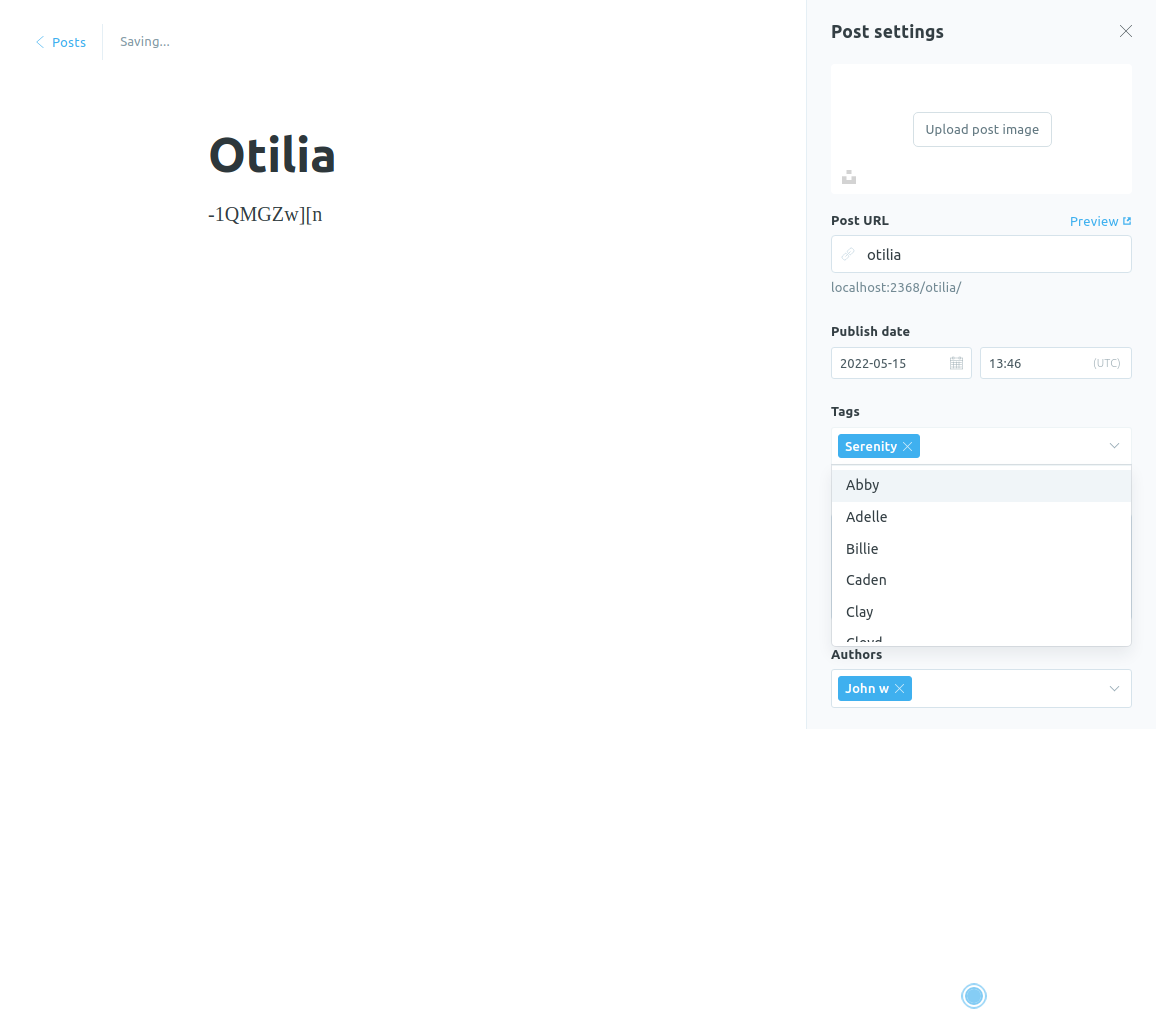 Posts
Saving...
Otilia
-1QMGZw][n
Post settings
Upload post image
Post URL
Preview
otilia
localhost:2368/otilia/
Publish date
2022-05-15
13:46
(UTC)
Tags
Serenity
Abby
Adelle
Billie
Caden
Clay
Authors
John w